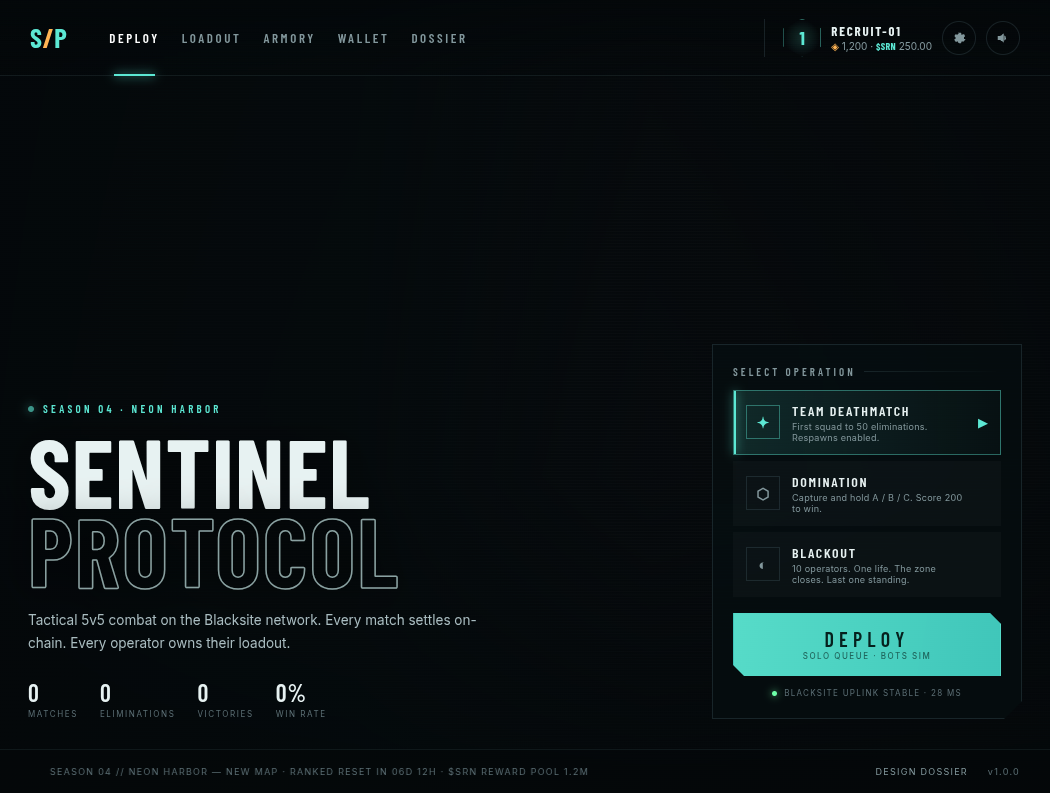 S/P
DEPLOY LOADOUT ARMORY WALLET DOSSIER
1
RECRUIT-01
◈ 1,200 · $SRN 250.00
SEASON 04 · NEON HARBOR
SENTINEL
PROTOCOL
Tactical 5v5 combat on the Blacksite network. Every match settles on-
chain. Every operator owns their loadout.
0 0 0 0%
MATCHES ELIMINATIONS VICTORIES WIN RATE
SELECT OPERATION
TEAM DEATHMATCH
First squad to 50 eliminations.
Respawns enabled.
DOMINATION
Capture and hold A / B / C. Score 200
to win.
BLACKOUT
10 operators. One life. The zone
closes. Last one standing.
DEPLOY
SOLO QUEUE · BOTS SIM
BLACKSITE UPLINK STABLE · 28 MS
SEASON 04 // NEON HARBOR — NEW MAP · RANKED RESET IN 06D 12H · $SRN REWARD POOL 1.2M
DESIGN DOSSIER v1.0.0